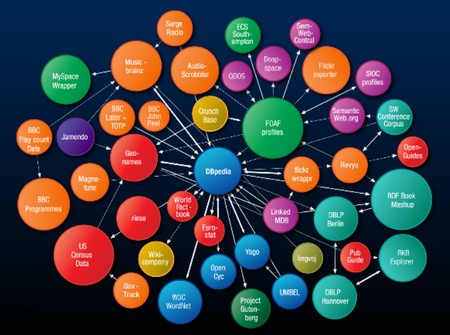 Surge
Radio
ECS
South-
ampton
Sem-
Web-
Central
Music-
brainz
Audio-
Scrobbler
Doap-
space
Flickr
exporter
MySpace
Wrapper
QDOS
SIOC
profiles
BBC
Later +
TOTP
BBC
John
Peel
Crunch
Base
FOAF
profiles
Semantic
Web.org
SW
Conference
Corpus
BBC
Playcount
Data
Jamendo
Geo-
names
DBpedia
flickr
wrappr
Revyu
Open-
Guides
Magna-
tune
BBC
Programmes
riese
World
Fact-
book
Linked
MDB
DBLP
Berlin
RDF Book
Mashup
US
Census
Data
Euro-
stat
Wiki-
company
Open
Cyc
Yago
lingvoj
Pub
Guide
RKB
Explorer
Gov-
Track
W3C
WordNet
Project
Guten-
berg
UMBEL
DBLP
Hannover